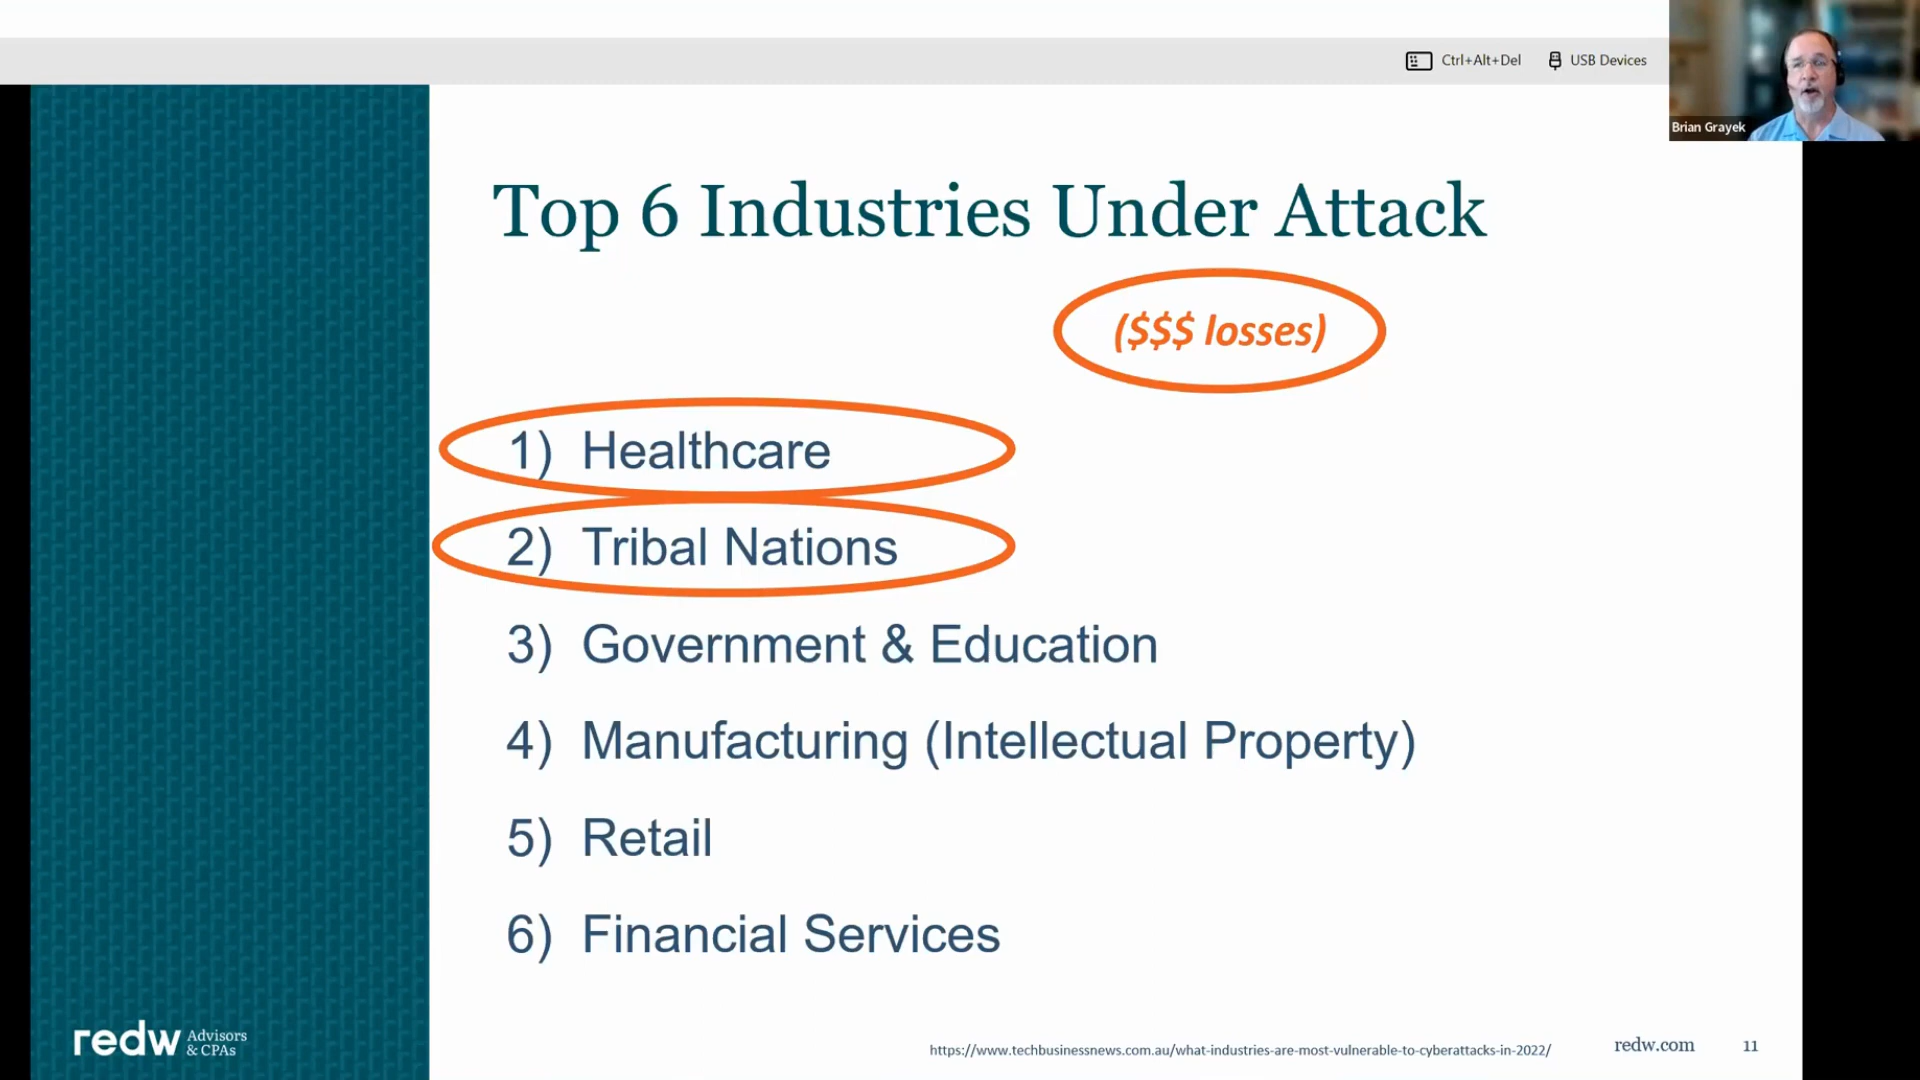 Ctrl+Alt+Del
USB Devices
Brian Grayek
Top 6 Industries Under Attack
($$$ losses)
1) Healthcare
2) Tribal Nations
3) Government & Education
4) Manufacturing (Intellectual Property)
5) Retail
6) Financial Services
redw Advisors & CPAs
https://www.techbusinessnews.com.au/what-industries-are-most-vulnerable-to-cyberattacks-in-2022/
redw.com
11